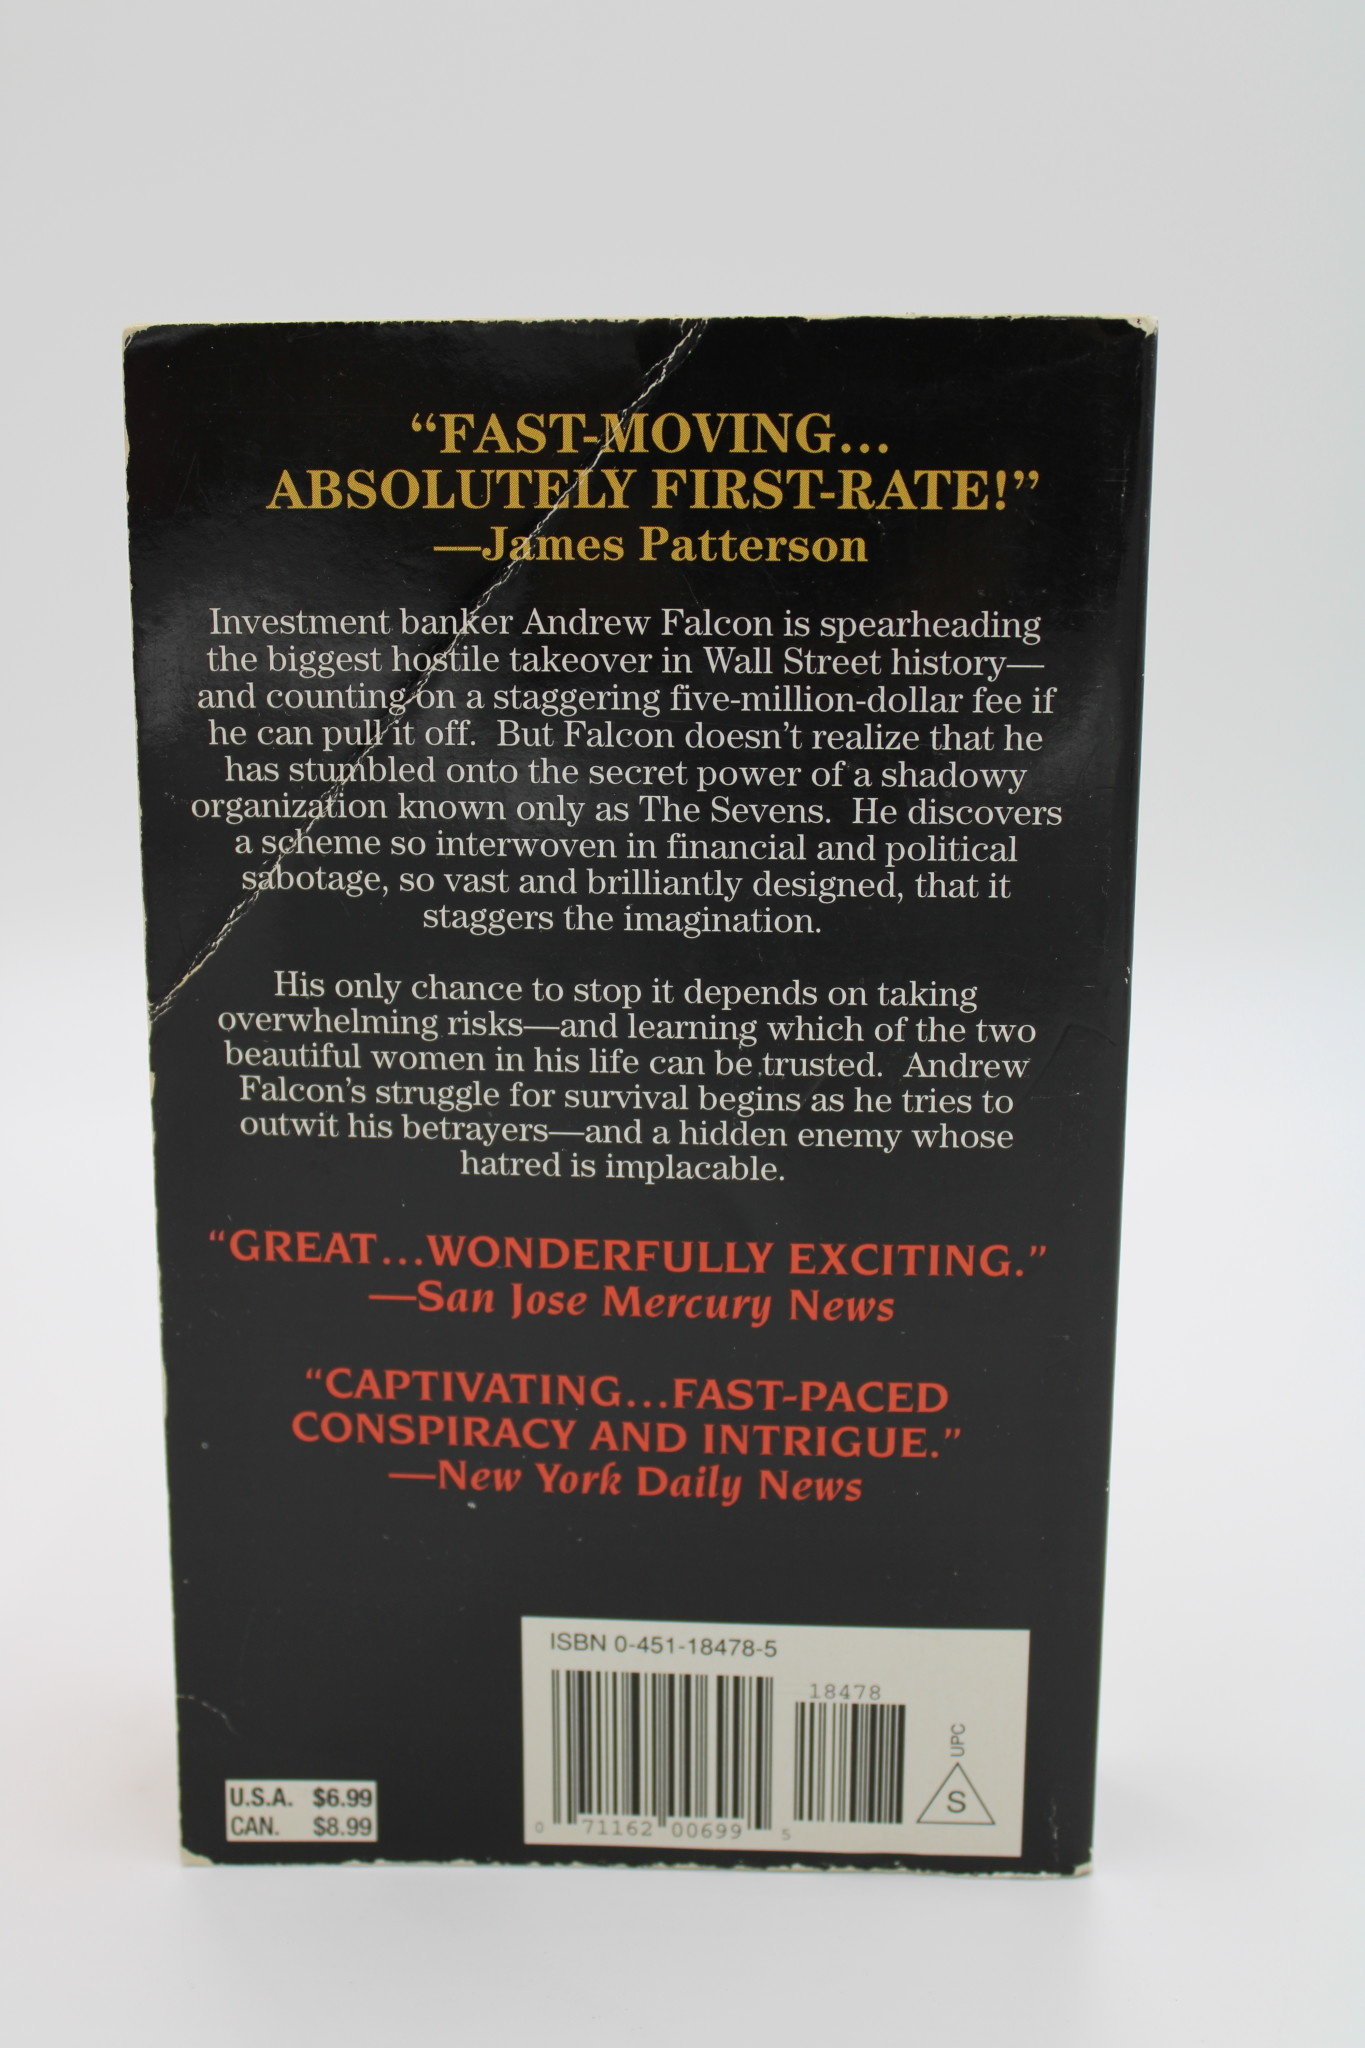 “FAST-MOVING...
ABSOLUTELY FIRST-RATE!”
—James Patterson
Investment banker Andrew Falcon is spearheading
the biggest hostile takeover in Wall Street history—
and counting on a staggering five-million-dollar fee if
he can pull it off. But Falcon doesn't realize that he
has stumbled onto the secret power of a shadowy
organization known only as The Sevens. He discovers
a scheme so interwoven in financial and political
sabotage, so vast and brilliantly designed, that it
staggers the imagination.
His only chance to stop it depends on taking
overwhelming risks—and learning which of the two
beautiful women in his life can be trusted. Andrew
Falcon's struggle for survival begins as he tries to
outwit his betrayers—and a hidden enemy whose
hatred is implacable.
“GREAT...WONDERFULLY EXCITING.”
—San Jose Mercury News
“CAPTIVATING...FAST-PACED
CONSPIRACY AND INTRIGUE.”
—New York Daily News
ISBN 0-451-18478-5
18478
UPC
S
0 71162 00699 5
U.S.A. $6.99
CAN. $8.99